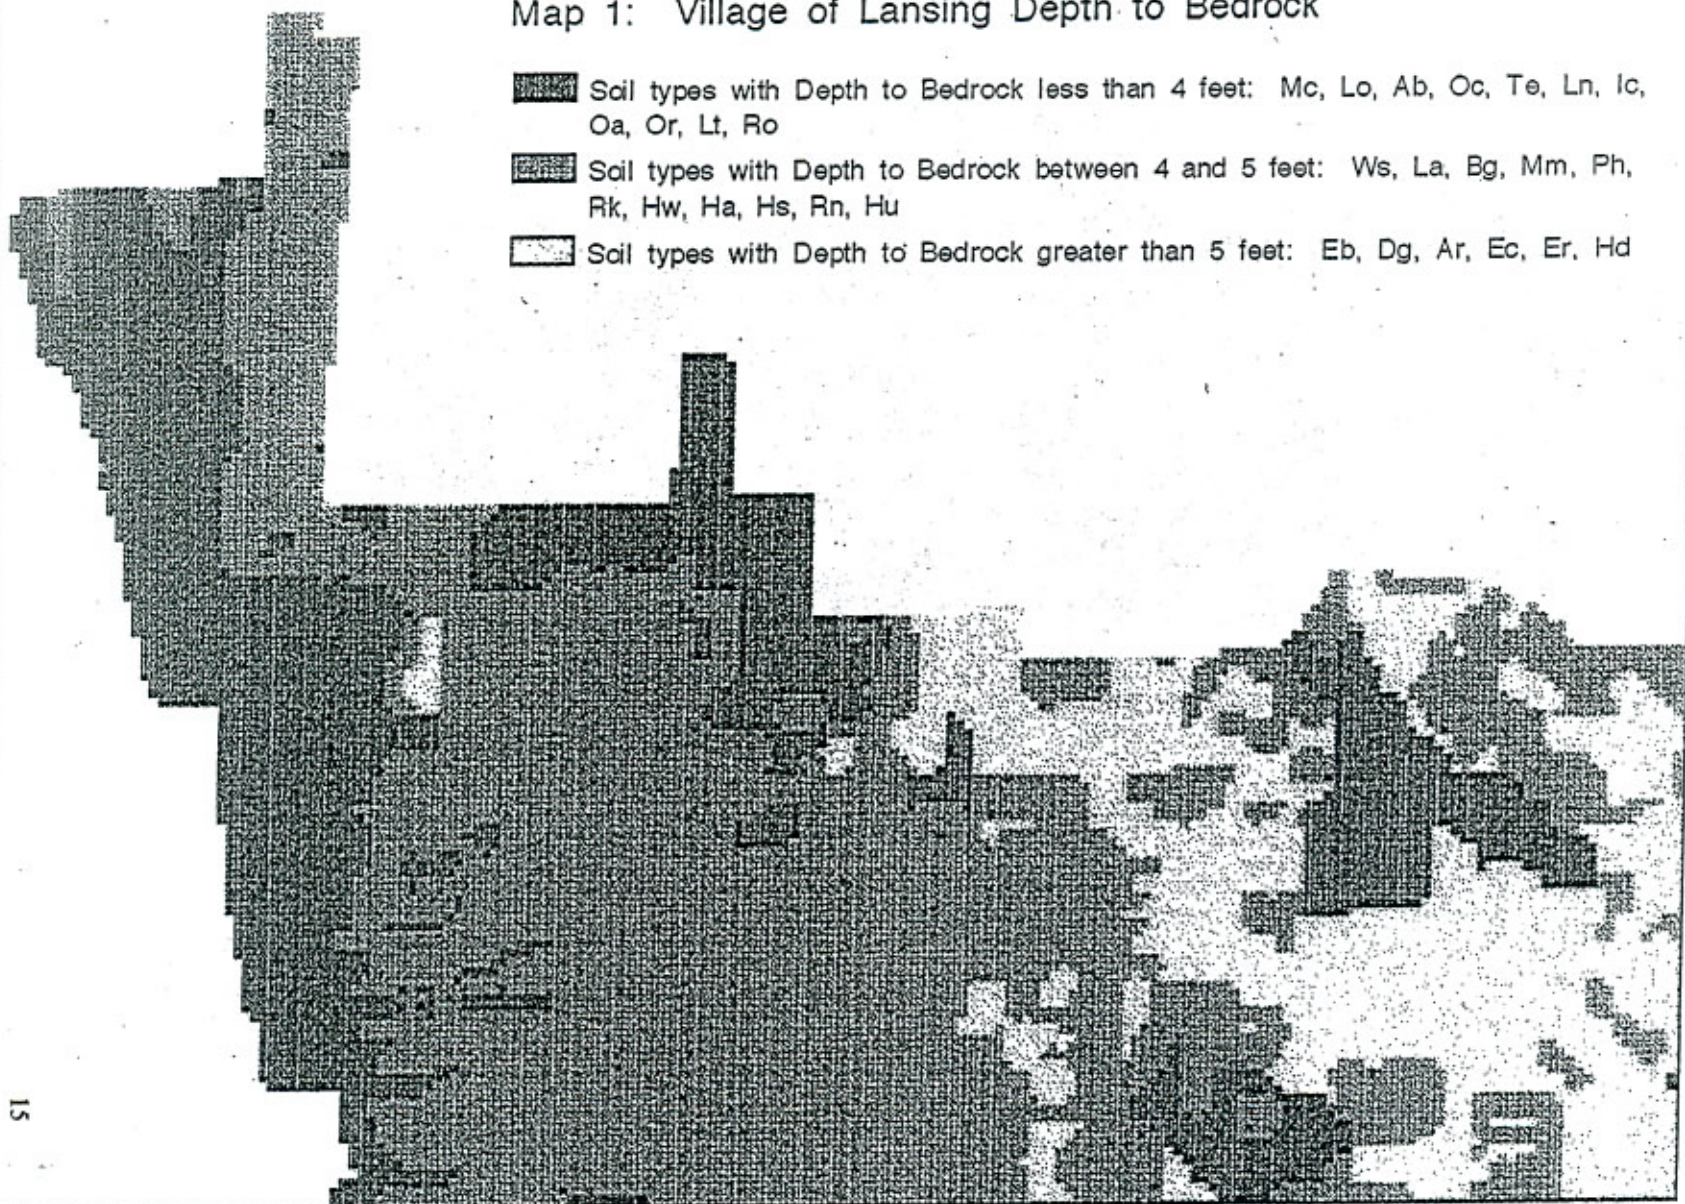 Map 1: Village of Lansing Depth to Bedrock
Soil types with Depth to Bedrock less than 4 feet: Mc, Lo, Ab, Oc, Te, Ln, Ic,
Oa, Or, Lt, Ro
Soil types with Depth to Bedrock between 4 and 5 feet: Ws, La, Bg, Mm, Ph,
Rk, Hw, Ha, Hs, Rn, Hu
Soil types with Depth to Bedrock greater than 5 feet: Eb, Dg, Ar, Ec, Er, Hd
15